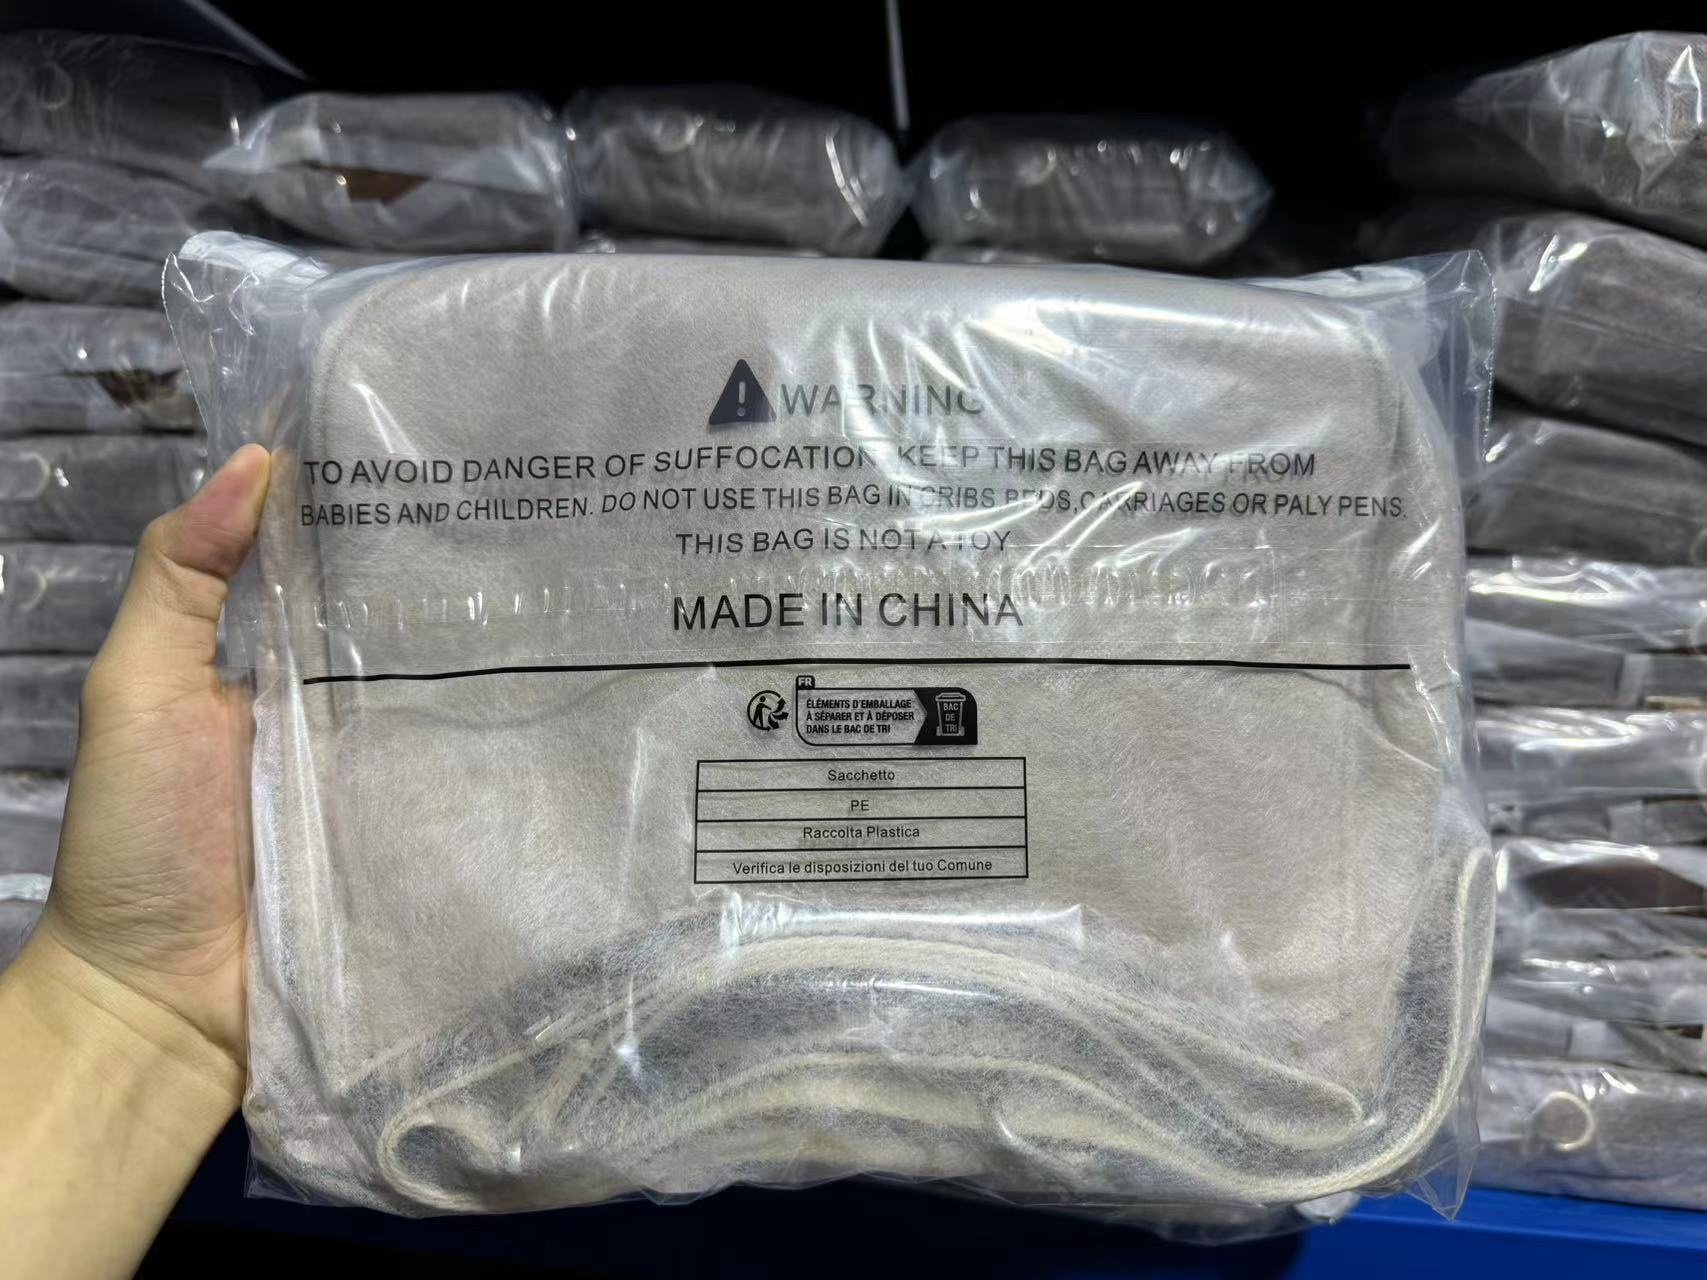 WARNING
TO AVOID DANGER OF SUFFOCATION KEEP THIS BAG AWAY FROM
BABIES AND CHILDREN. DO NOT USE THIS BAG IN CRIBS BEDS,CARRIAGES OR PALY PENS.
THIS BAG IS NOT A TOY
MADE IN CHINA
FR
ÉLÉMENTS D'EMBALLAGE
À SÉPARER ET À DÉPOSER
DANS LE BAC DE TRI
BAC
DE
TRI
Sacchetto
PE
Raccolta Plastica
Verifica le disposizioni del tuo Comune